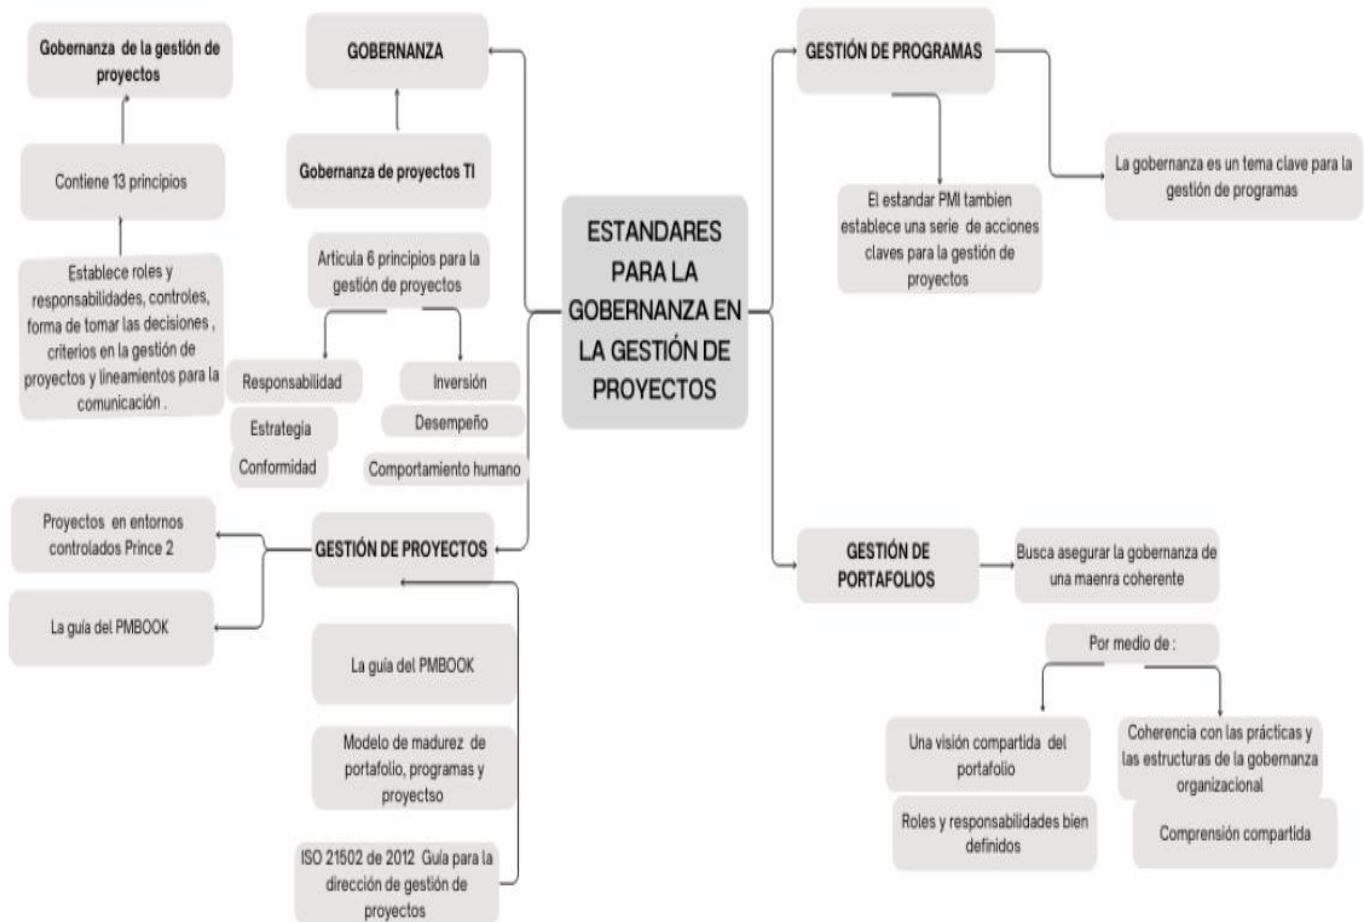 Gobernanza de la gestión de
proyectos
Contiene 13 principios
Establece roles y
responsabilidades, controles,
forma de tomar las decisiones ,
criterios en la gestión de
proyectos y lineamientos para la
comunicación .
GOBERNANZA
Gobernanza de proyectos TI
Articula 6 principios para la
gestión de proyectos
Responsabilidad
Estrategia
Conformidad
Inversión
Desempeño
Comportamiento humano
ESTANDARES
PARA LA
GOBERNANZA EN
LA GESTIÓN DE
PROYECTOS
GESTIÓN DE PROGRAMAS
El estandar PMI tambien
establece una serie de acciones
claves para la gestión de
proyectos
La gobernanza es un tema clave para la
gestión de programas
GESTIÓN DE PROYECTOS
Proyectos en entornos
controlados Prince 2
La guía del PMBOOK
La guía del PMBOOK
Modelo de madurez de
portafolio, programas y
proyectso
ISO 21502 de 2012 Guía para la
dirección de gestión de
proyectos
GESTIÓN DE
PORTAFOLIOS
Busca asegurar la gobernanza de
una maenra coherente
Por medio de :
Una visión compartida del
portafolio
Roles y responsabilidades bien
definidos
Coherencia con las prácticas y
las estructuras de la gobernanza
organizacional
Comprensión compartida